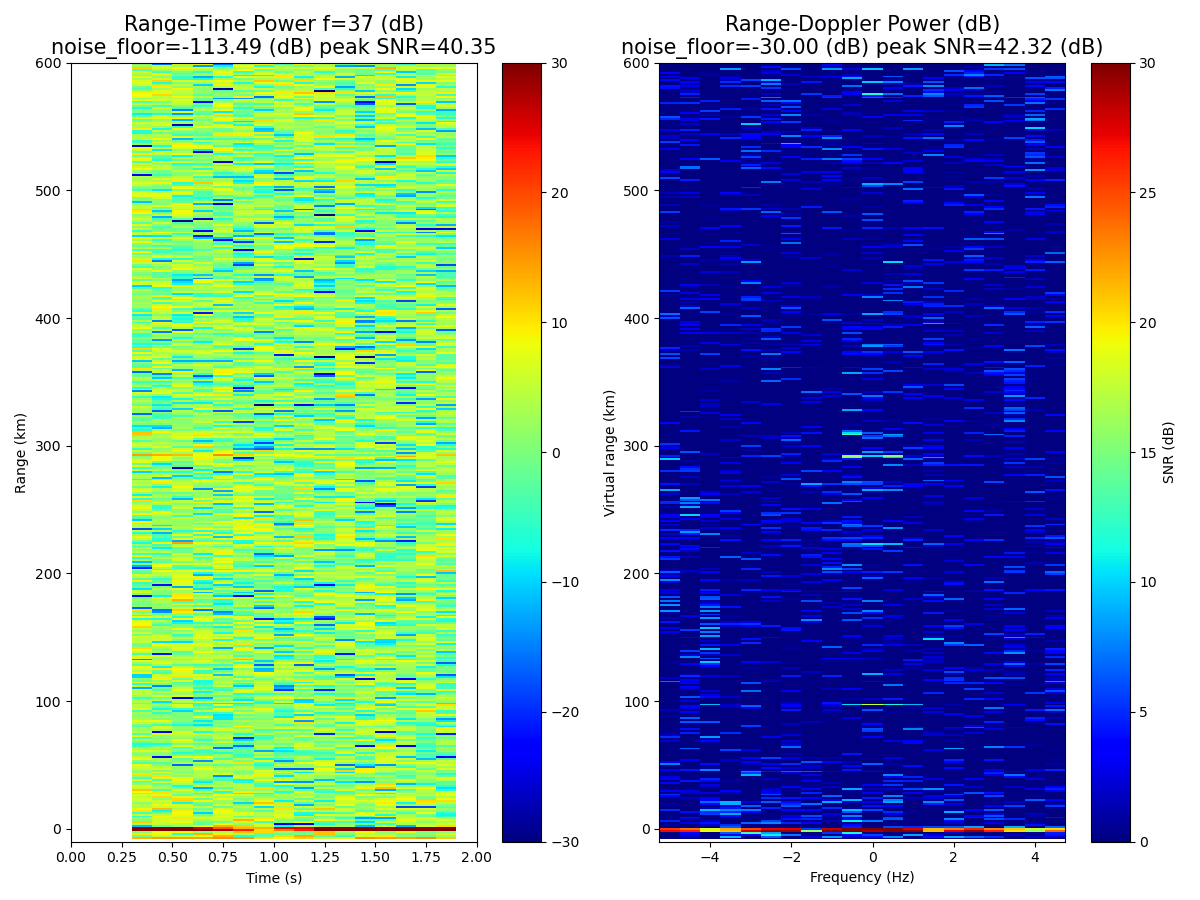 Range-Time Power f=37 (dB)
noise_floor=-113.49 (dB) peak SNR=40.35
600
500
400
300
200
100
0
Range (km)
0.00 0.25 0.50 0.75 1.00 1.25 1.50 1.75 2.00
Time (s)
30
20
10
0
−10
−20
−30
Range-Doppler Power (dB)
noise_floor=-30.00 (dB) peak SNR=42.32 (dB)
600
500
400
300
200
100
0
Virtual range (km)
−4 −2 0 2 4
Frequency (Hz)
30
25
20
15
10
5
0
SNR (dB)